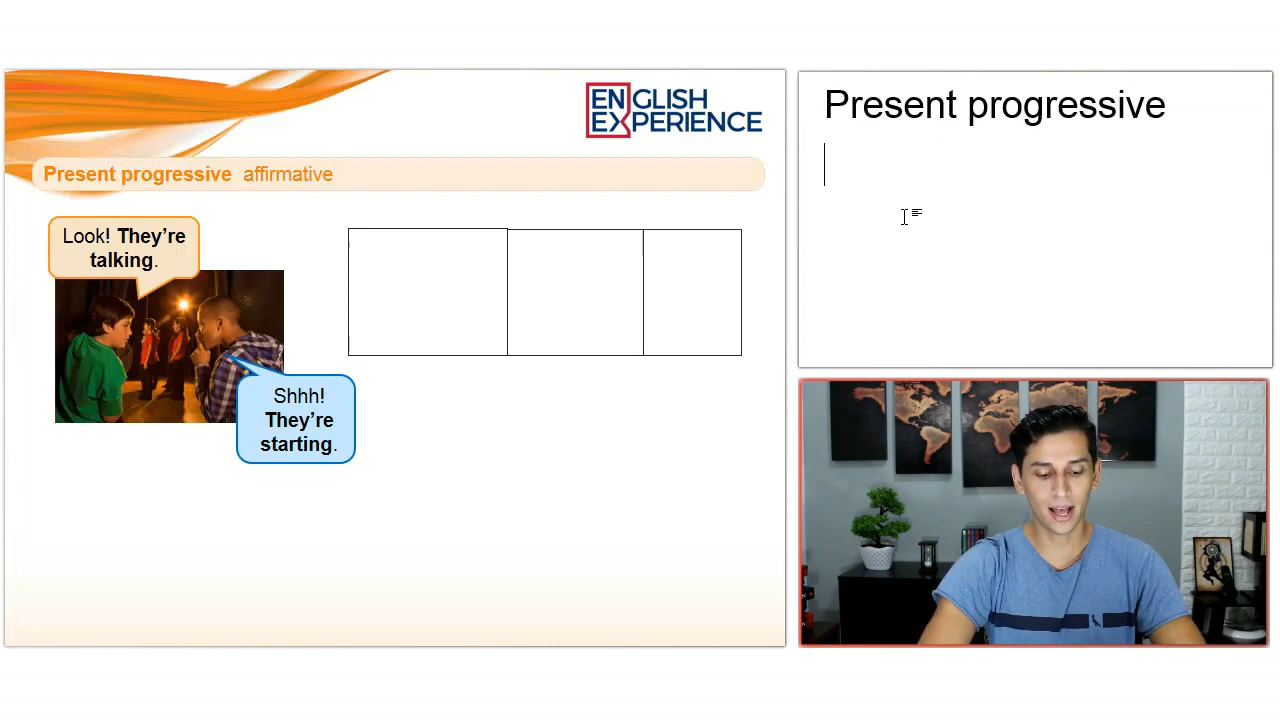 ENGLISH
EXPERIENCE
Present progressive affirmative
Look! They're
talking.
Shhh!
They're
starting.
Present progressive